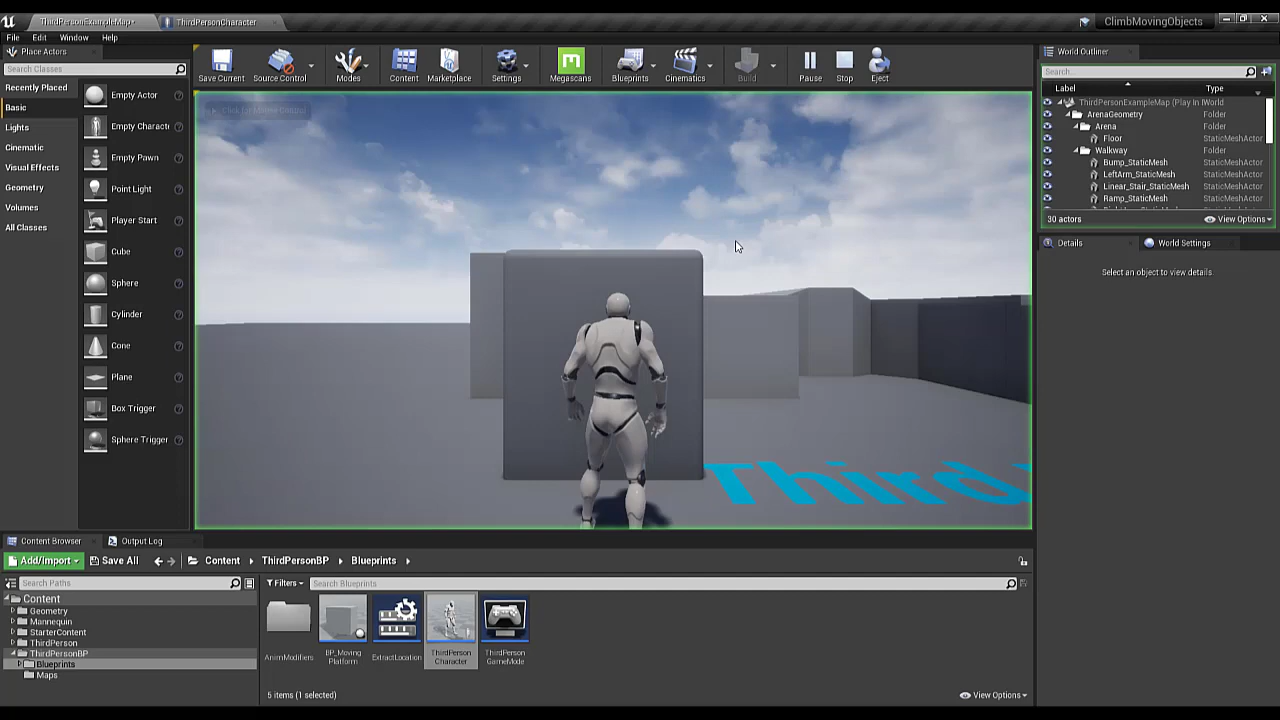 ThirdPersonExampleMap*
ThirdPersonCharacter
ClimbMovingObjects
File Edit Window Help
Place Actors
Search Classes
Recently Placed
Basic
Lights
Cinematic
Visual Effects
Geometry
Volumes
All Classes
Empty Actor
Empty Charact
Empty Pawn
Point Light
Player Start
Cube
Sphere
Cylinder
Cone
Plane
Box Trigger
Sphere Trigger
Save Current
Source Control
Modes
Content
Marketplace
Settings
Megascans
Blueprints
Cinematics
Build
Pause
Stop
Eject
Third
World Outliner
Search...
Label Type
ThirdPersonExampleMap (Play In World
ArenaGeometry Folder
Arena Folder
Floor StaticMeshActor
Walkway Folder
Bump_StaticMesh StaticMeshActor
LeftArm_StaticMesh StaticMeshActor
Linear_Stair_StaticMesh StaticMeshActor
Ramp_StaticMesh StaticMeshActor
30 actors
View Options
Details
World Settings
Select an object to view details.
Content Browser
Output Log
Add/Import
Save All
Content
ThirdPersonBP
Blueprints
Search Paths
Filters
Search Blueprints
Content
Geometry
Mannequin
StarterContent
ThirdPerson
ThirdPersonBP
Blueprints
Maps
AnimModifiers
BP_Moving
Platform
ExtractLocation
ThirdPerson
Character
ThirdPerson
GameMode
5 items (1 selected)
View Options